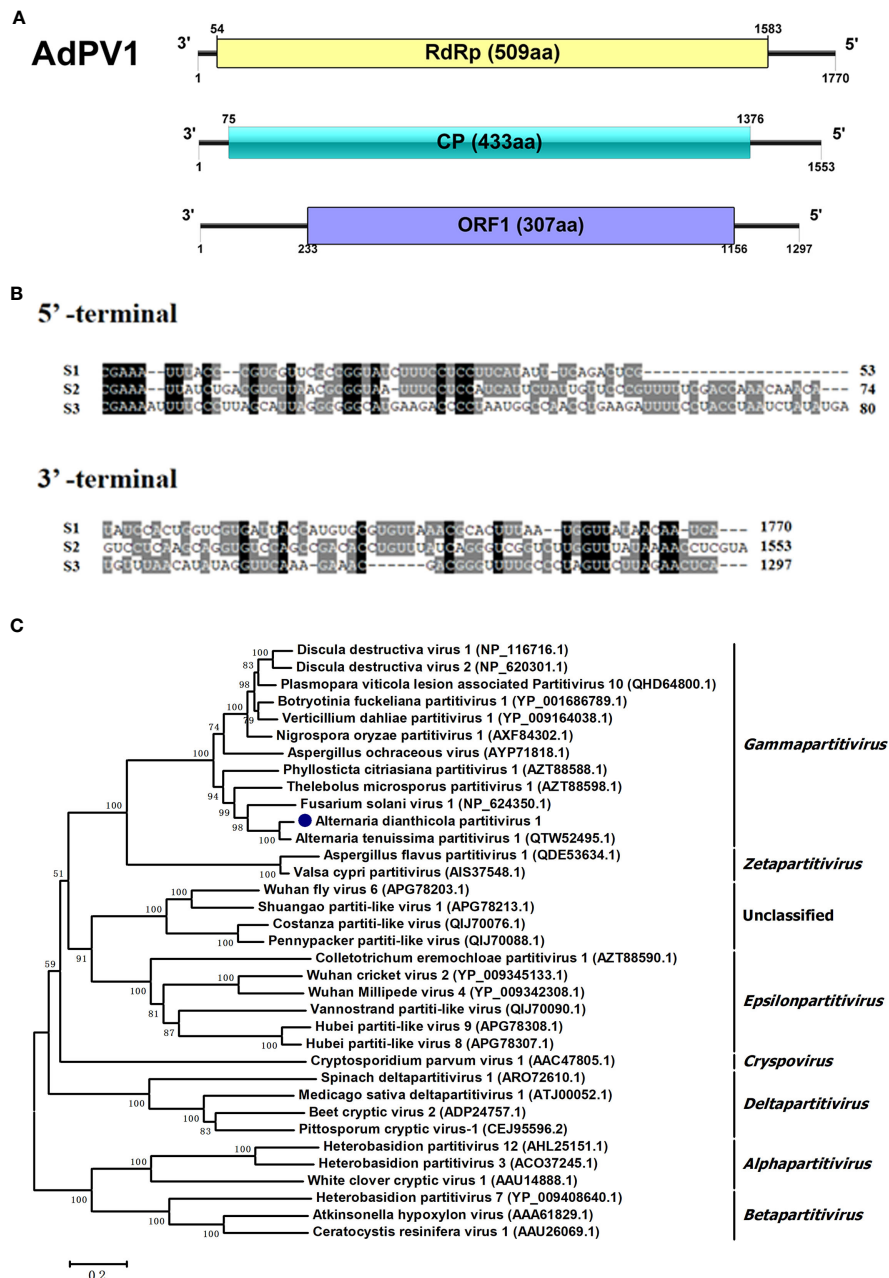 A
AdPV1
3' 54 1583 5'
RdRp (509aa)
1 1770
3' 75 1376 5'
CP (433aa)
1 1553
3' 5'
ORF1 (307aa)
1 233 1156 1297
B
5' -terminal
S1 53
S2 74
S3 80
3' -terminal
S1 1770
S2 1553
S3 1297
C
Discula destructiva virus 1 (NP_116716.1)
Discula destructiva virus 2 (NP_620301.1)
Plasmopara viticola lesion associated Partitivirus 10 (QHD64800.1)
Botryotinia fuckeliana partitivirus 1 (YP_001686789.1)
Verticillium dahliae partitivirus 1 (YP_009164038.1)
Nigrospora oryzae partitivirus 1 (AXF84302.1)
Aspergillus ochraceous virus (AYP71818.1)
Phyllosticta citriasiana partitivirus 1 (AZT88588.1)
Thelebolus microsporus partitivirus 1 (AZT88598.1)
Fusarium solani virus 1 (NP_624350.1)
Alternaria dianthicola partitivirus 1
Alternaria tenuissima partitivirus 1 (QTW52495.1)
Gammapartitivirus
Aspergillus flavus partitivirus 1 (QDE53634.1)
Valsa cypri partitivirus (AIS37548.1)
Zetapartitivirus
Wuhan fly virus 6 (APG78203.1)
Shuangao partiti-like virus 1 (APG78213.1)
Costanza partiti-like virus (QIJ70076.1)
Pennypacker partiti-like virus (QIJ70088.1)
Unclassified
Colletotrichum eremochloae partitivirus 1 (AZT88590.1)
Wuhan cricket virus 2 (YP_009345133.1)
Wuhan Millipede virus 4 (YP_009342308.1)
Vannostrand partiti-like virus (QIJ70090.1)
Hubei partiti-like virus 9 (APG78308.1)
Hubei partiti-like virus 8 (APG78307.1)
Epsilonpartitivirus
Cryptosporidium parvum virus 1 (AAC47805.1)
Cryspovirus
Spinach deltapartitivirus 1 (ARO72610.1)
Medicago sativa deltapartitivirus 1 (ATJ00052.1)
Beet cryptic virus 2 (ADP24757.1)
Pittosporum cryptic virus-1 (CEJ95596.2)
Deltapartitivirus
Heterobasidion partitivirus 12 (AHL25151.1)
Heterobasidion partitivirus 3 (ACO37245.1)
White clover cryptic virus 1 (AAU14888.1)
Alphapartitivirus
Heterobasidion partitivirus 7 (YP_009408640.1)
Atkinsonella hypoxylon virus (AAA61829.1)
Ceratocystis resinifera virus 1 (AAU26069.1)
Betapartitivirus
100
83
98
100
79
74
100
94
99
98
100
100
100
51
100
100
100
91
100
100
81
87
100
59
100
100
83
100
100
100
100
100
0.2